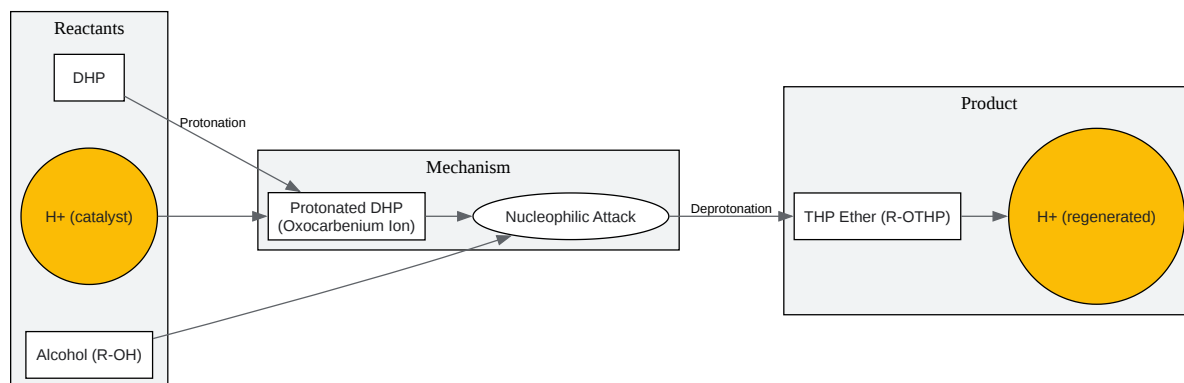 Reactants
DHP
Protonation
H+ (catalyst)
Alcohol (R-OH)
Mechanism
Protonated DHP
(Oxocarbenium Ion)
Nucleophilic Attack
Deprotonation
Product
THP Ether (R-OTHP)
H+ (regenerated)